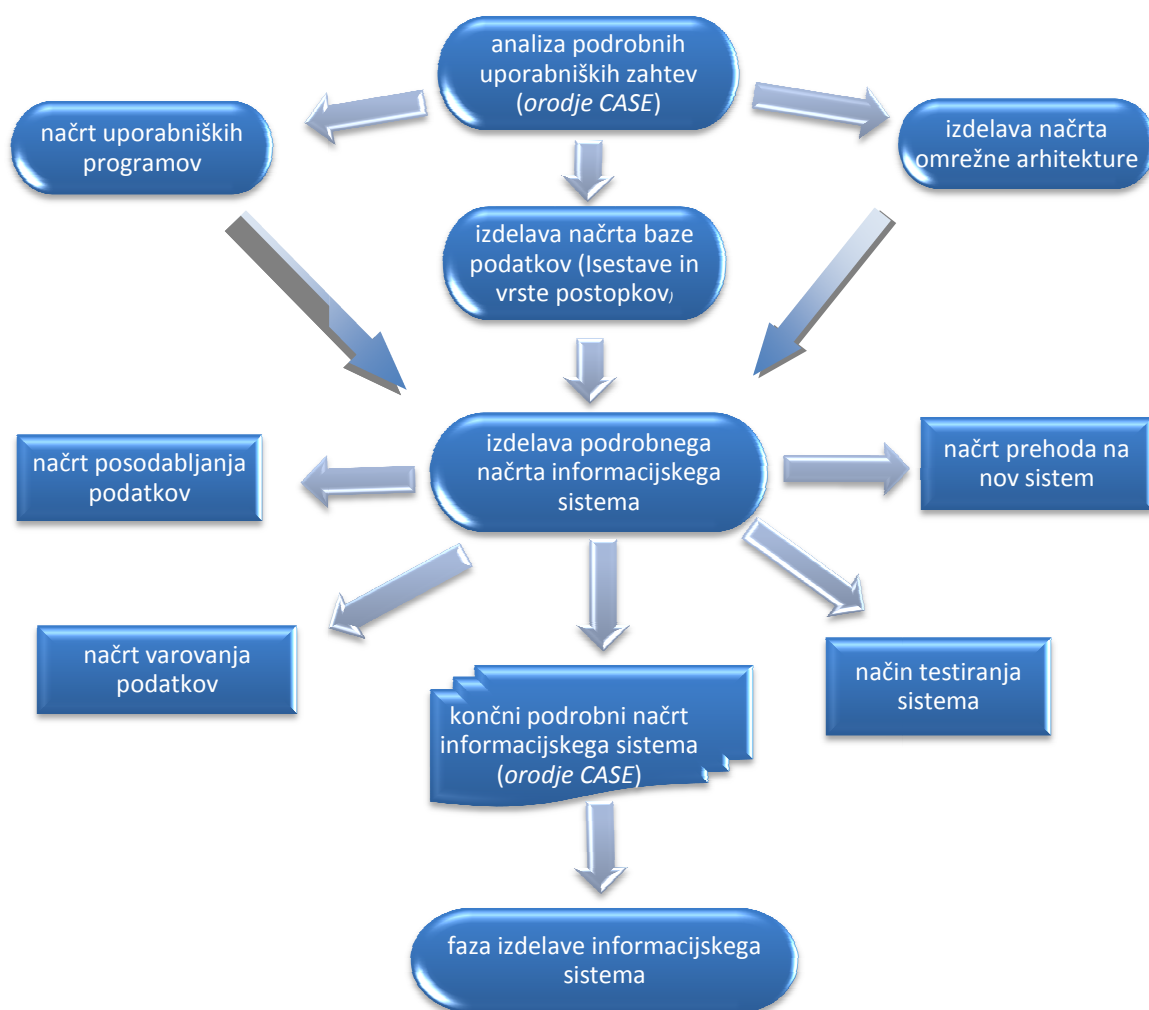 analiza podrobnih
uporabniških zahtev
(orodje CASE)
načrt uporabniških
programov
izdelava načrta
omrežne arhitekture
izdelava načrta baze
podatkov (Isestave in
vrste postopkov)
izdelava podrobnega
načrta informacijskega
sistema
načrt posodabljanja
podatkov
načrt prehoda na
nov sistem
načrt varovanja
podatkov
način testiranja
sistema
končni podrobni načrt
informacijskega sistema
(orodje CASE)
faza izdelave informacijskega
sistema